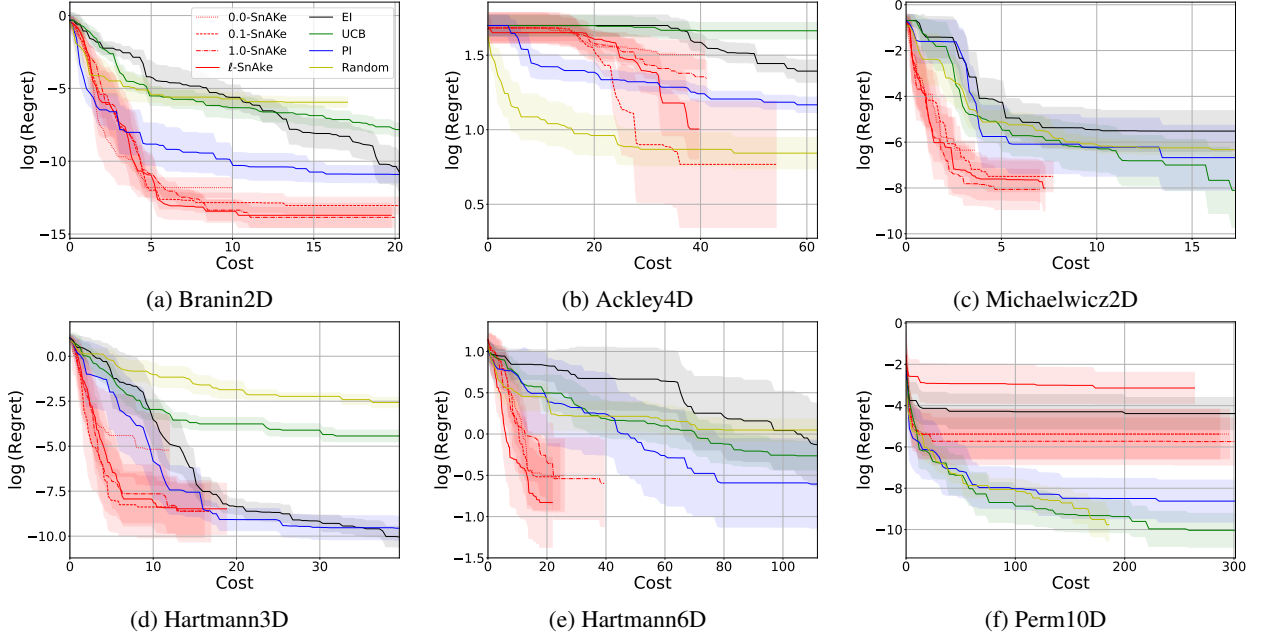 0.0-SnAKe
0.1-SnAKe
1.0-SnAKe
ℓ-SnAke
EI
UCB
PI
Random
log(Regret)
0
−5
−10
−15
0 5 10 15 20
Cost
(a) Branin2D
log(Regret)
1.5
1.0
0.5
0 20 40 60
Cost
(b) Ackley4D
log(Regret)
0
−2
−4
−6
−8
−10
0 5 10 15
Cost
(c) Michaelwicz2D
log(Regret)
0.0
−2.5
−5.0
−7.5
−10.0
0 10 20 30
Cost
(d) Hartmann3D
log(Regret)
1.0
0.5
0.0
−0.5
−1.0
−1.5
0 20 40 60 80 100
Cost
(e) Hartmann6D
log(Regret)
0
−2
−4
−6
−8
−10
0 100 200 300
Cost
(f) Perm10D